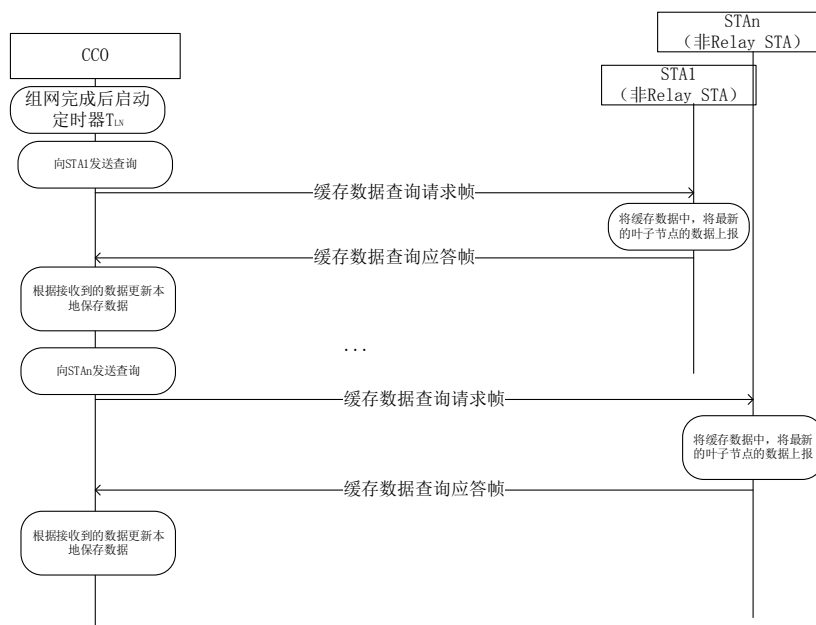 STAn
（非Relay STA）
CCO
STA1
（非Relay STA）
组网完成后启动
定时器TLN
向STA1发送查询
缓存数据查询请求帧
将缓存数据中，将最新
的叶子节点的数据上报
缓存数据查询应答帧
根据接收到的数据更新本
地保存数据
...
向STAn发送查询
缓存数据查询请求帧
将缓存数据中，将最新
的叶子节点的数据上报
缓存数据查询应答帧
根据接收到的数据更新本
地保存数据